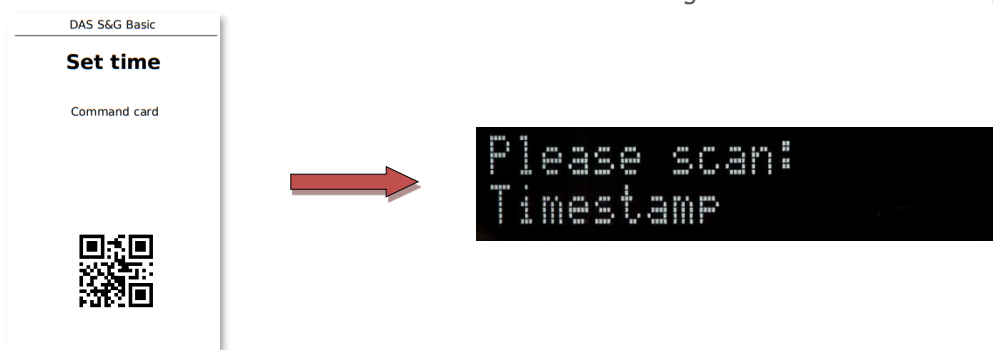 DAS S&G Basic
Set time
Command card
Please scan:
Timestamp